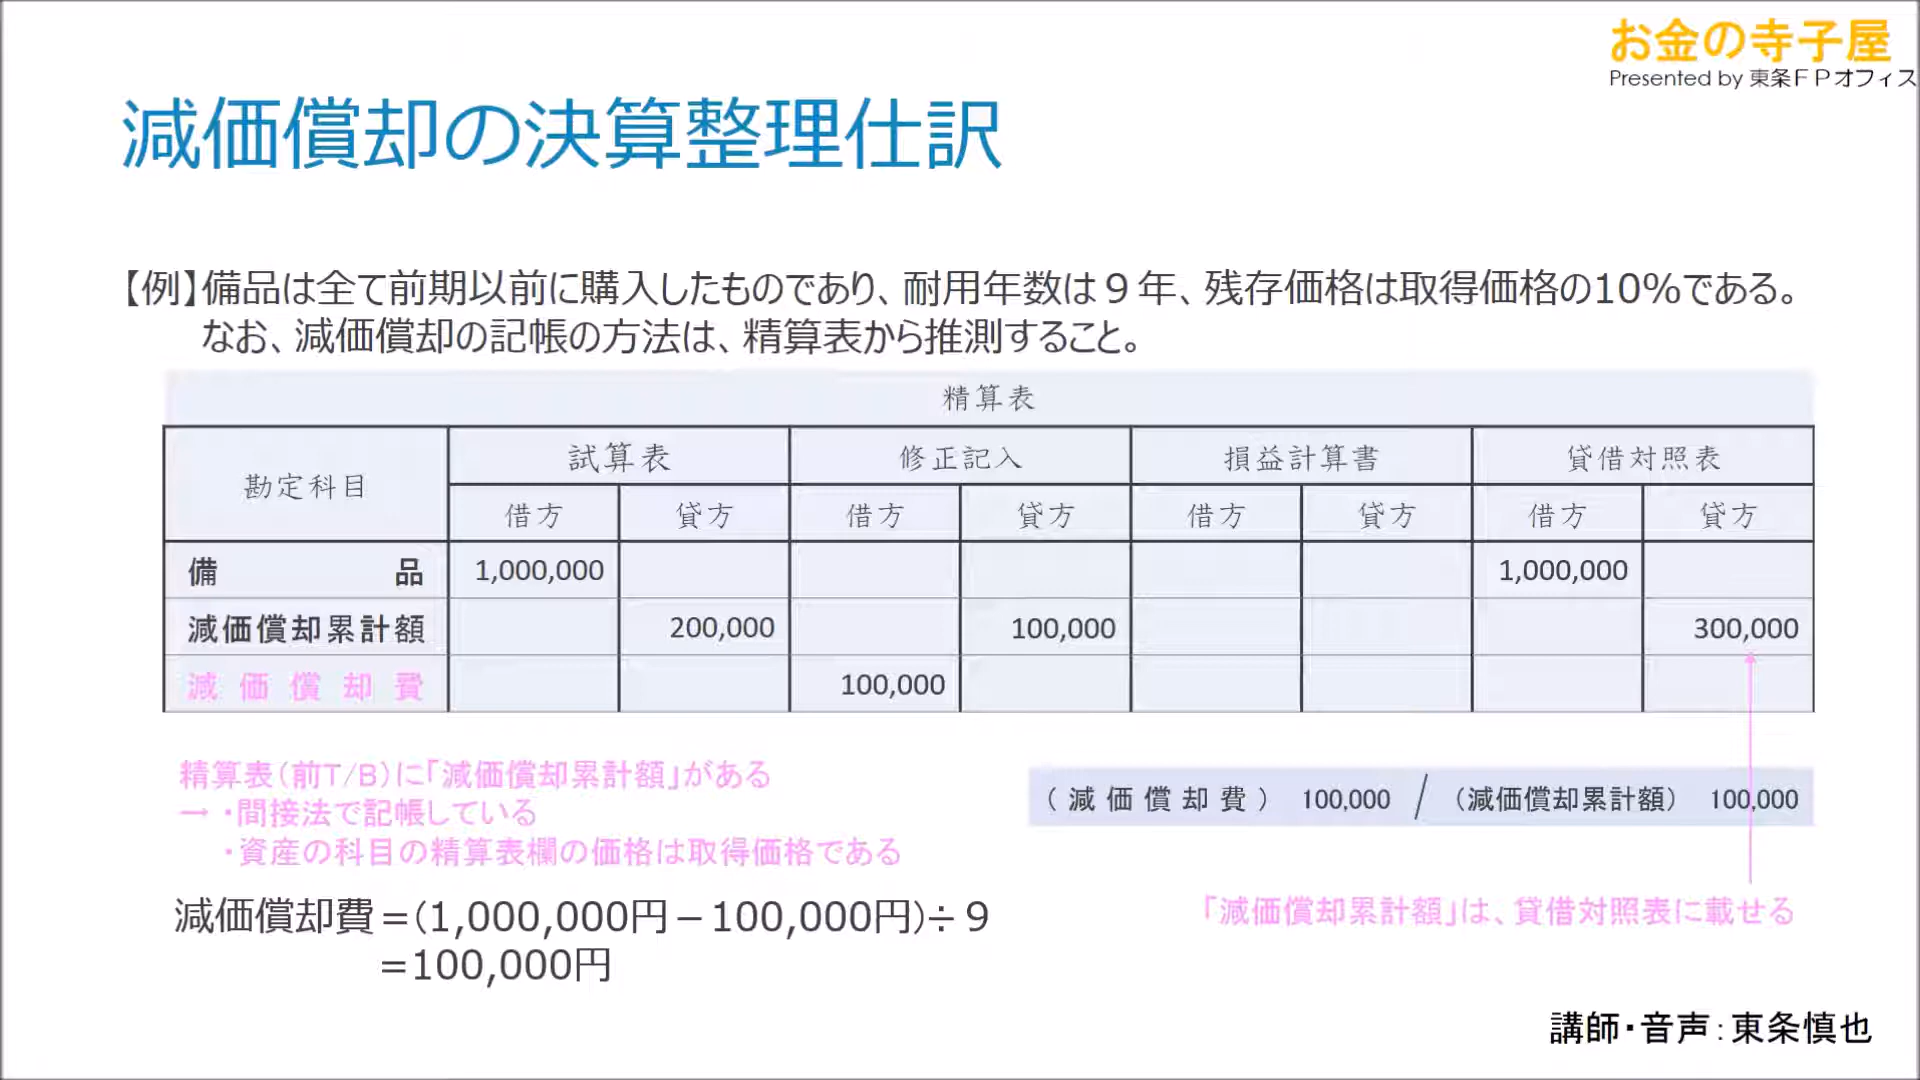 お金の寺子屋
Presented by 東条ＦＰオフィス
減価償却の決算整理仕訳
【例】備品は全て前期以前に購入したものであり、耐用年数は９年、残存価格は取得価格の10%である。
なお、減価償却の記帳の方法は、精算表から推測すること。
精算表
勘定科目 試算表 修正記入 損益計算書 貸借対照表
借方 貸方 借方 貸方 借方 貸方 借方 貸方
備品 1,000,000 1,000,000
減価償却累計額 200,000 100,000 300,000
減価償却費 100,000
精算表(前T/B)に「減価償却累計額」がある
→ ・間接法で記帳している
・資産の科目の精算表欄の価格は取得価格である
(減価償却費) 100,000 / (減価償却累計額) 100,000
減価償却費＝(1,000,000円－100,000円)÷９
＝100,000円
「減価償却累計額」は、貸借対照表に載せる
講師・音声：東条慎也